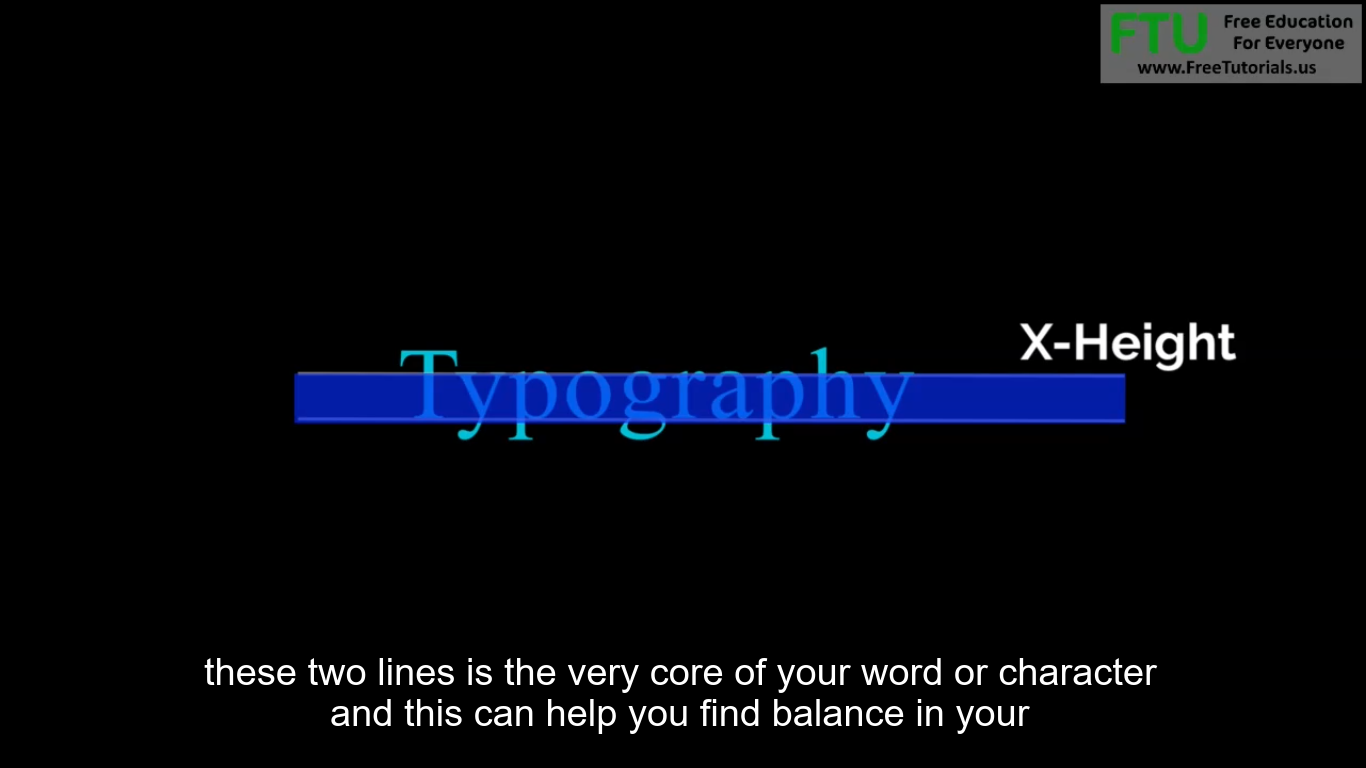 FTU
Free Education
For Everyone
www.FreeTutorials.us
X-Height
Typography
these two lines is the very core of your word or character
and this can help you find balance in your